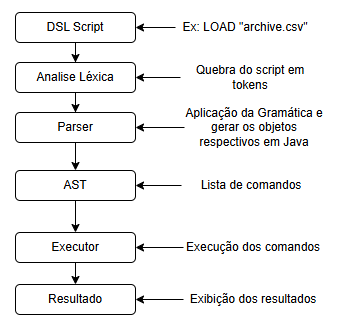 DSL Script
Ex: LOAD "archive.csv"
Analise Léxica
Quebra do script em
tokens
Parser
Aplicação da Gramática e
gerar os objetos
respectivos em Java
AST
Lista de comandos
Executor
Execução dos comandos
Resultado
Exibição dos resultados